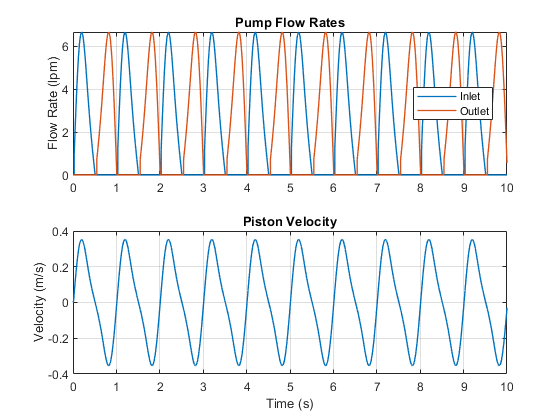 Pump Flow Rates
6
4
2
0
Flow Rate (lpm)
Inlet
Outlet
0 1 2 3 4 5 6 7 8 9 10
Piston Velocity
0.4
0.2
0
-0.2
-0.4
Velocity (m/s)
0 1 2 3 4 5 6 7 8 9 10
Time (s)